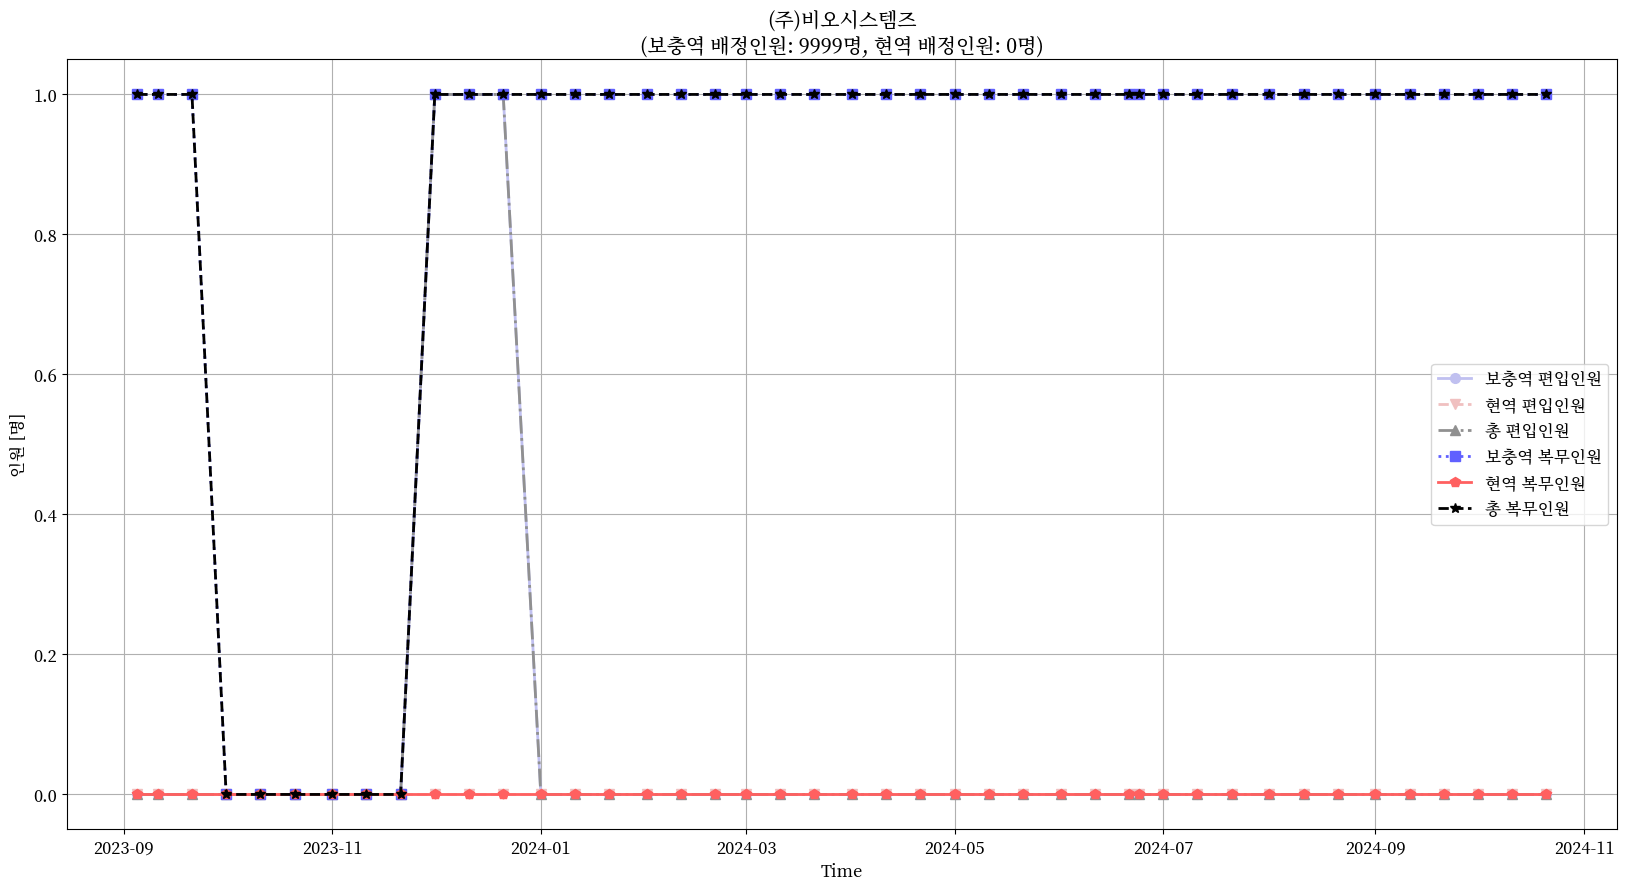 (주)비오시스템즈
(보충역 배정인원: 9999명, 현역 배정인원: 0명)
인원 [명]
1.0
0.8
0.6
0.4
0.2
0.0
보충역 편입인원
현역 편입인원
총 편입인원
보충역 복무인원
현역 복무인원
총 복무인원
2023-09 2023-11 2024-01 2024-03 2024-05 2024-07 2024-09 2024-11
Time